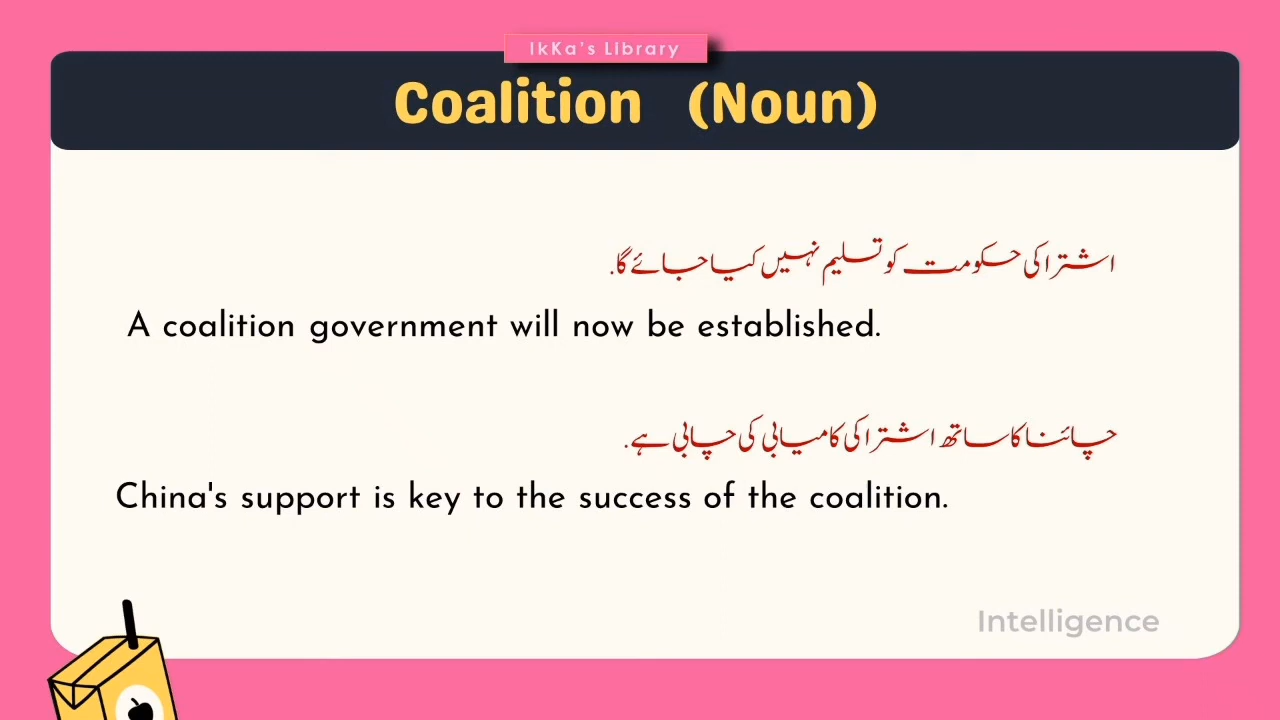 IkKa's Library
Coalition (Noun)
اشتراکی حکومت کو تسلیم نہیں کیا جائے گا.
A coalition government will now be established.
چائنا کا ساتھ اشتراکی کامیابی کی چابی ہے.
China's support is key to the success of the coalition.
Intelligence